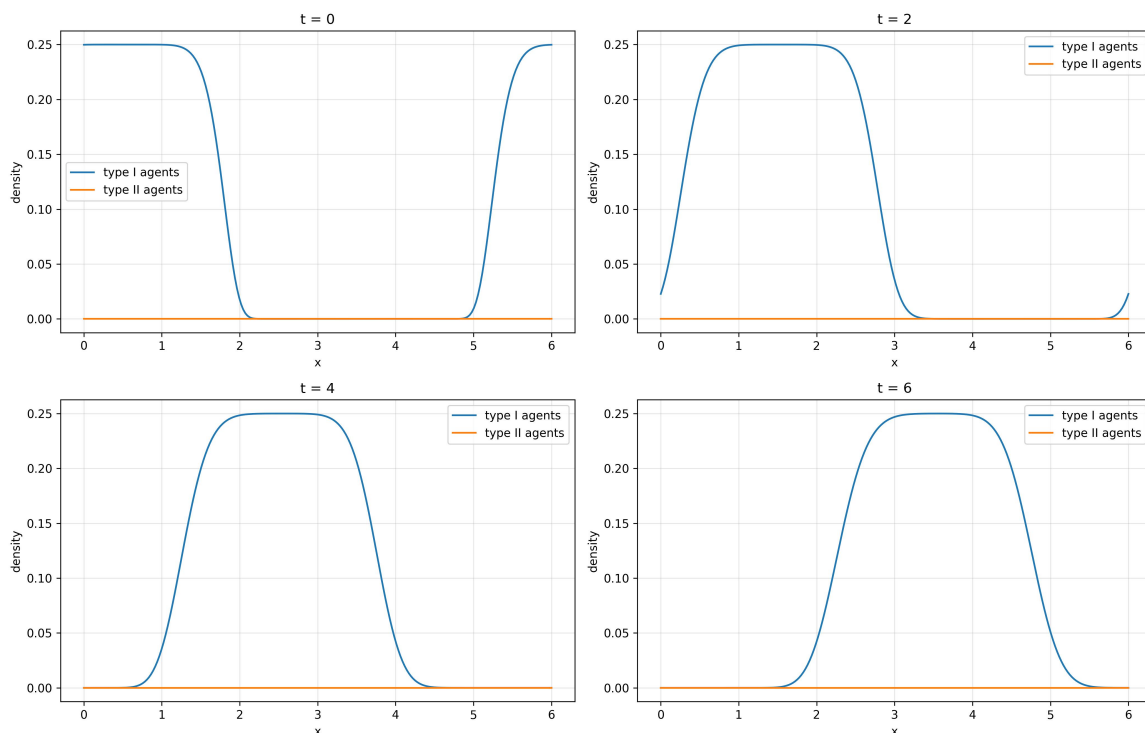 t = 0
density
0.25
0.20
0.15
0.10
0.05
0.00
type I agents
type II agents
0 1 2 3 4 5 6
x
t = 2
density
0.25
0.20
0.15
0.10
0.05
0.00
type I agents
type II agents
0 1 2 3 4 5 6
x
t = 4
density
0.25
0.20
0.15
0.10
0.05
0.00
type I agents
type II agents
0 1 2 3 4 5 6
x
t = 6
density
0.25
0.20
0.15
0.10
0.05
0.00
type I agents
type II agents
0 1 2 3 4 5 6
x